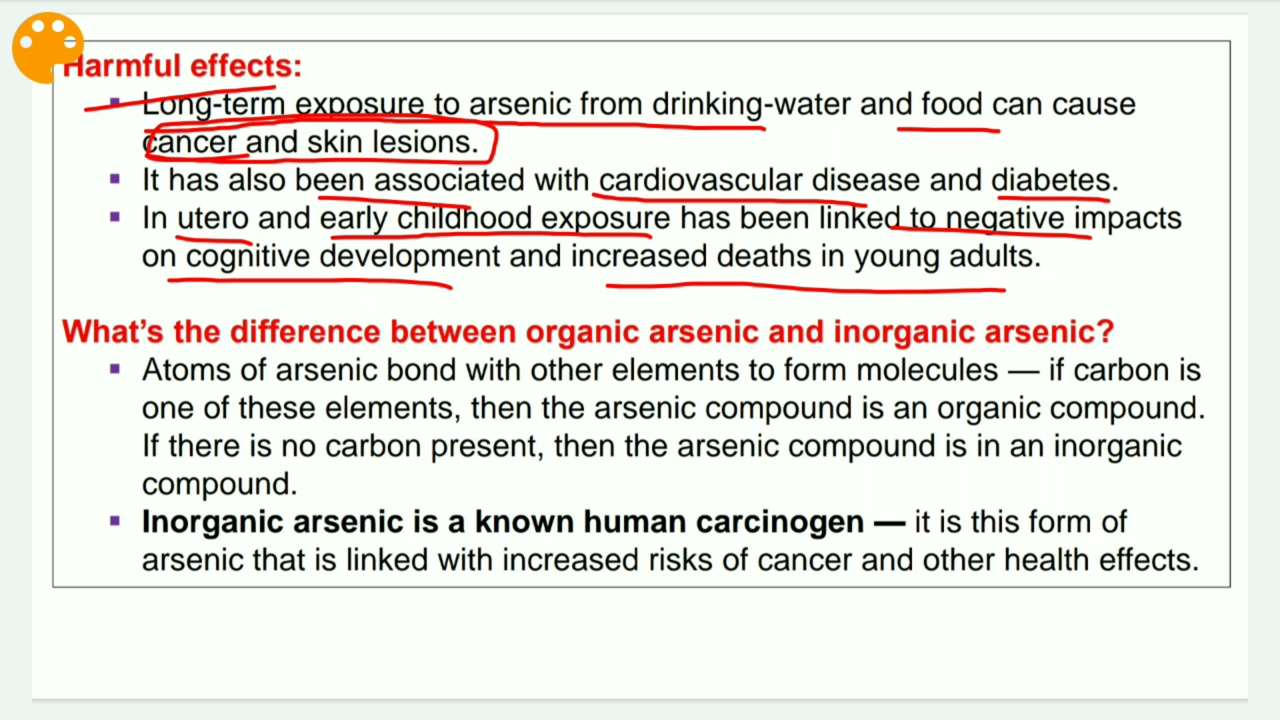 Harmful effects:
▪ Long-term exposure to arsenic from drinking-water and food can cause
cancer and skin lesions.
▪ It has also been associated with cardiovascular disease and diabetes.
▪ In utero and early childhood exposure has been linked to negative impacts
on cognitive development and increased deaths in young adults.
What’s the difference between organic arsenic and inorganic arsenic?
▪ Atoms of arsenic bond with other elements to form molecules — if carbon is
one of these elements, then the arsenic compound is an organic compound.
If there is no carbon present, then the arsenic compound is in an inorganic
compound.
▪ Inorganic arsenic is a known human carcinogen — it is this form of
arsenic that is linked with increased risks of cancer and other health effects.